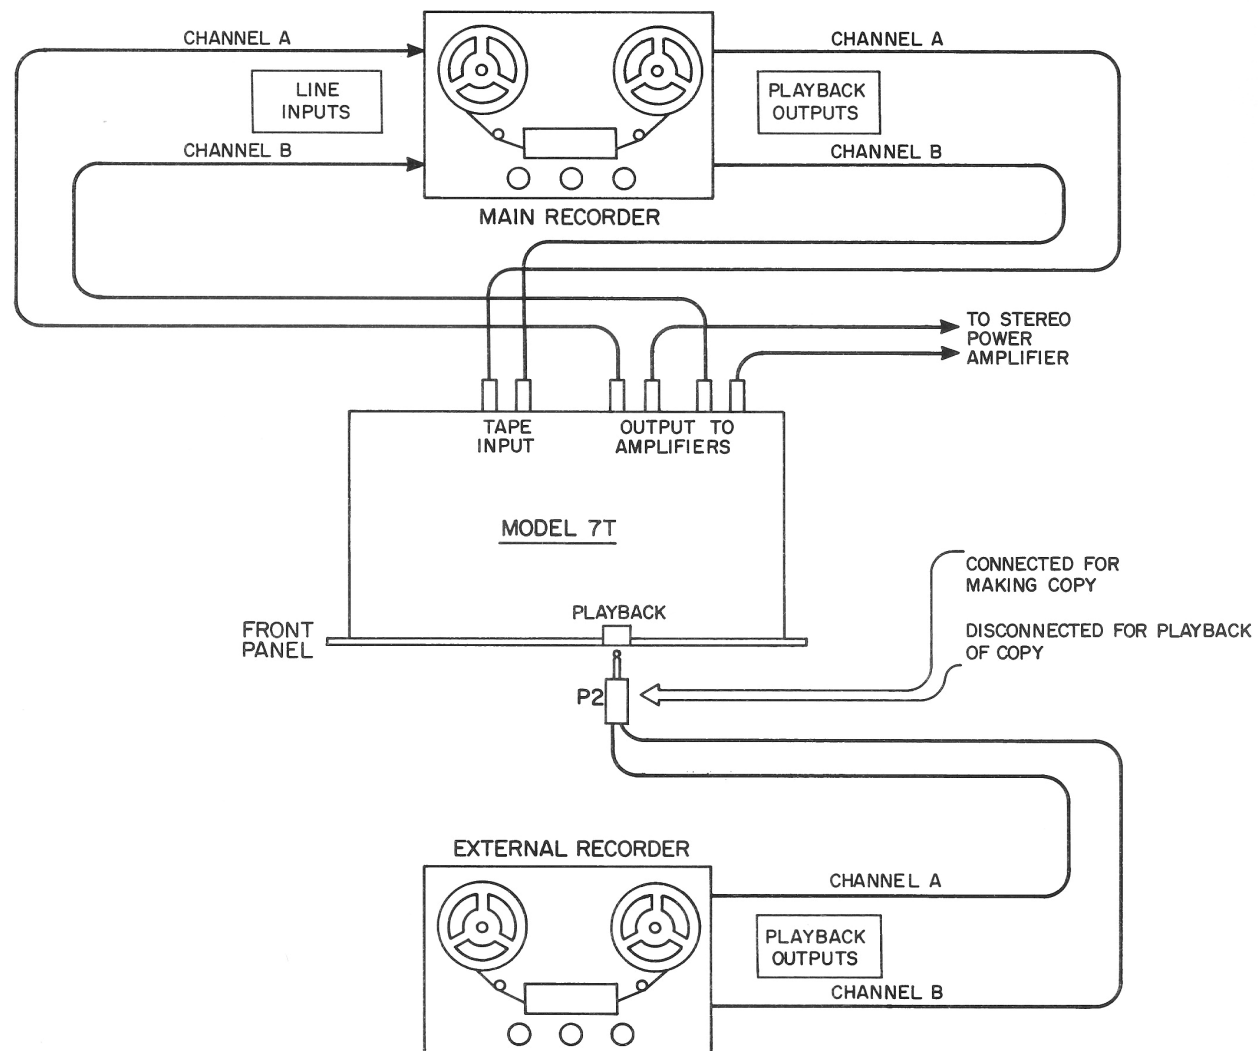 CHANNEL A
CHANNEL A
LINE
INPUTS
PLAYBACK
OUTPUTS
CHANNEL B
CHANNEL B
MAIN RECORDER
TO STEREO
POWER
AMPLIFIER
TAPE
INPUT
OUTPUT TO
AMPLIFIERS
MODEL 7T
CONNECTED FOR
MAKING COPY
PLAYBACK
FRONT
PANEL
DISCONNECTED FOR PLAYBACK
OF COPY
P2
EXTERNAL RECORDER
CHANNEL A
PLAYBACK
OUTPUTS
CHANNEL B